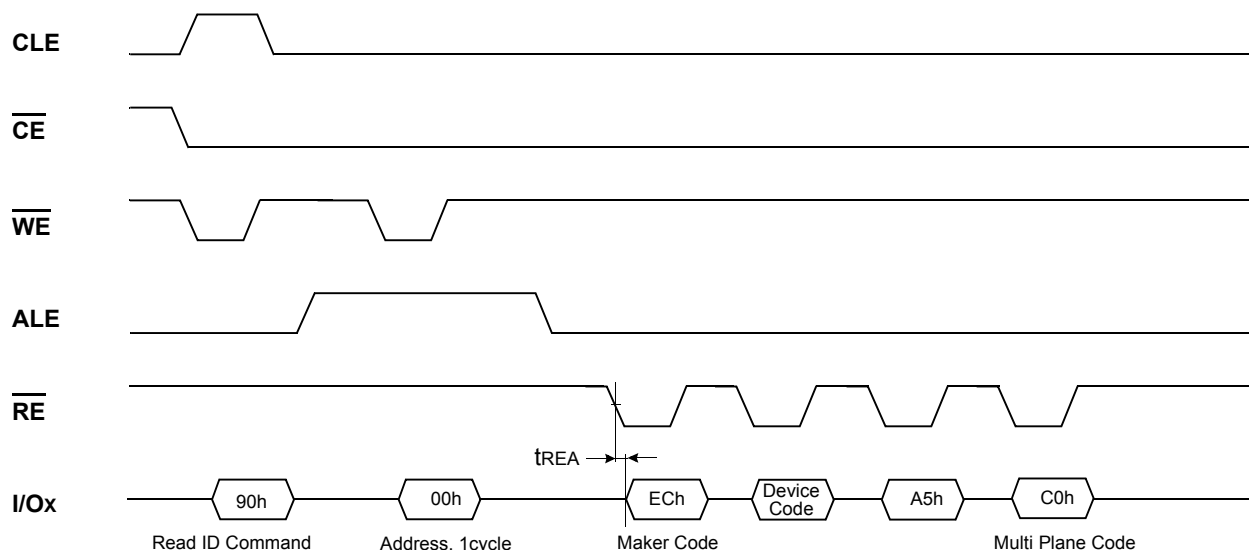 CLE
CE
WE
ALE
RE
tREA
I/Ox
90h
00h
ECh
Device
Code
A5h
C0h
Read ID Command
Address. 1cycle
Maker Code
Multi Plane Code